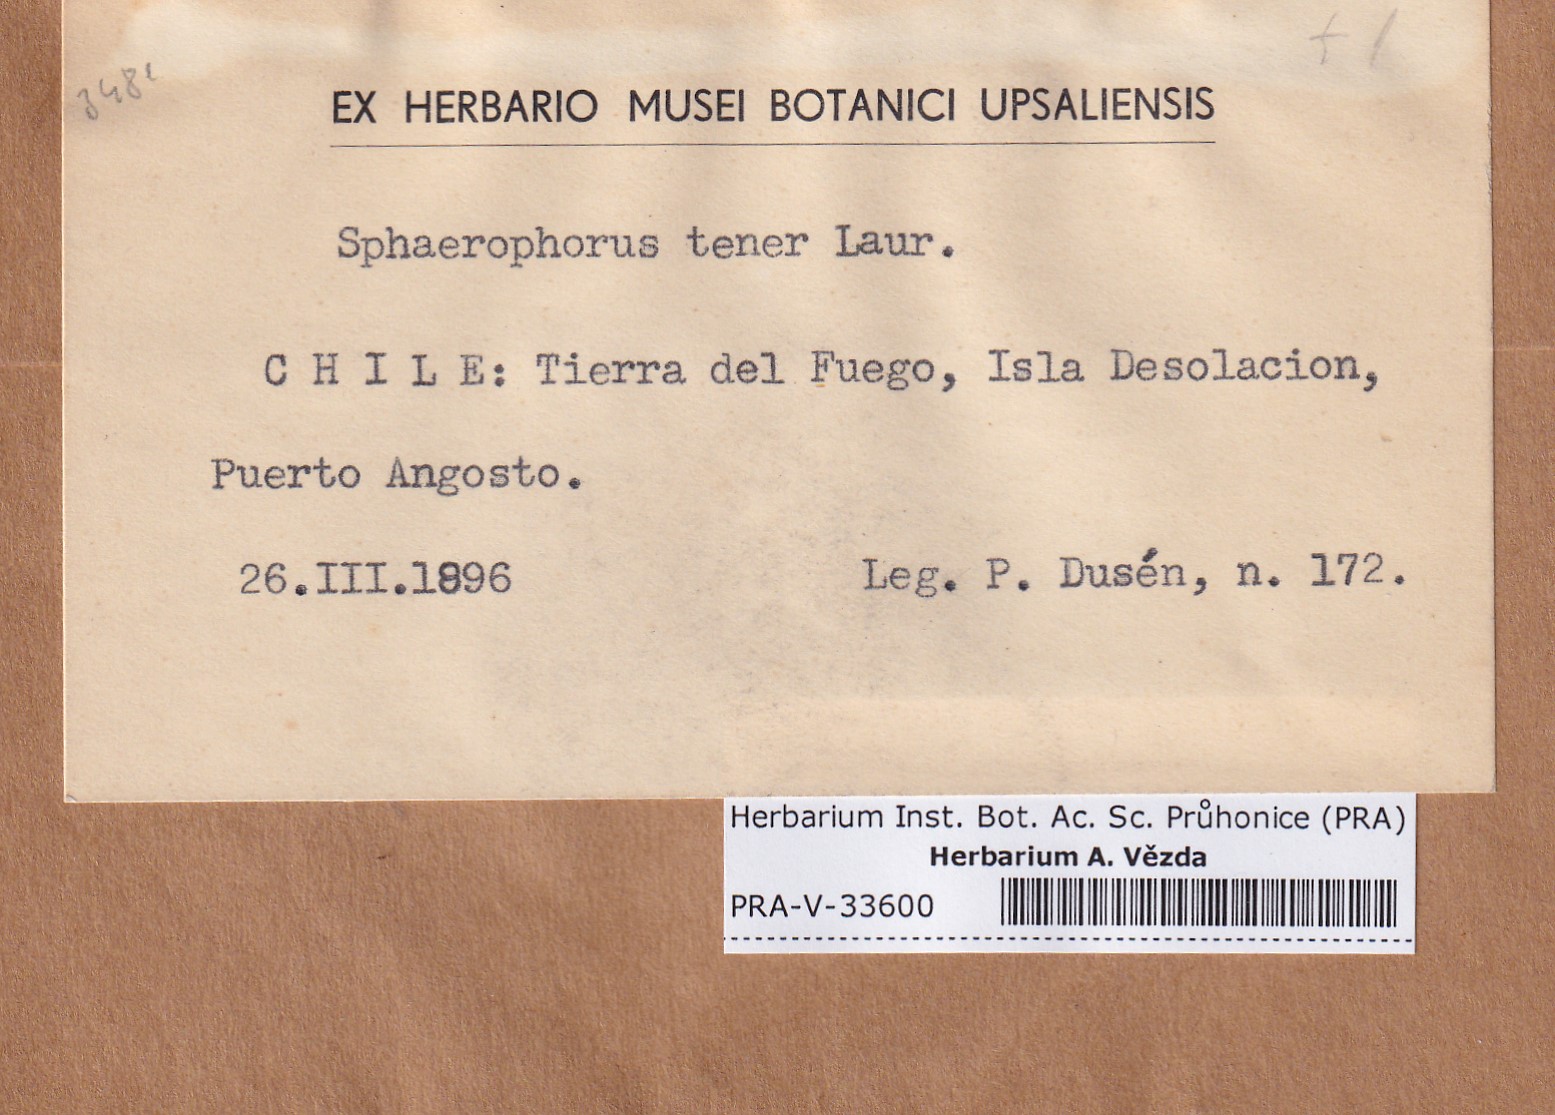 EX HERBARIO MUSEI BOTANICI UPSALIENSIS
Sphaerophorus tener Laur.
C H I L E: Tierra del Fuego, Isla Desolacion,
Puerto Angosto.
26.III.1896 Leg. P. Dusén, n. 172.
Herbarium Inst. Bot. Ac. Sc. Průhonice (PRA)
Herbarium A. Vězda
PRA-V-33600